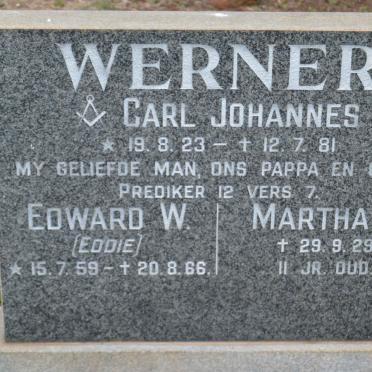 WERNER
CARL JOHANNES
★ 19.8.23 – † 12.7.81
MY GELIEFDE MAN, ONS PAPPA EN
PREDIKER 12 VERS 7.
EDWARD W.
(EDDIE)
★ 15.7.59 – † 20.8.66.
MARTHA
† 29.9.29
11 JR. OUD.